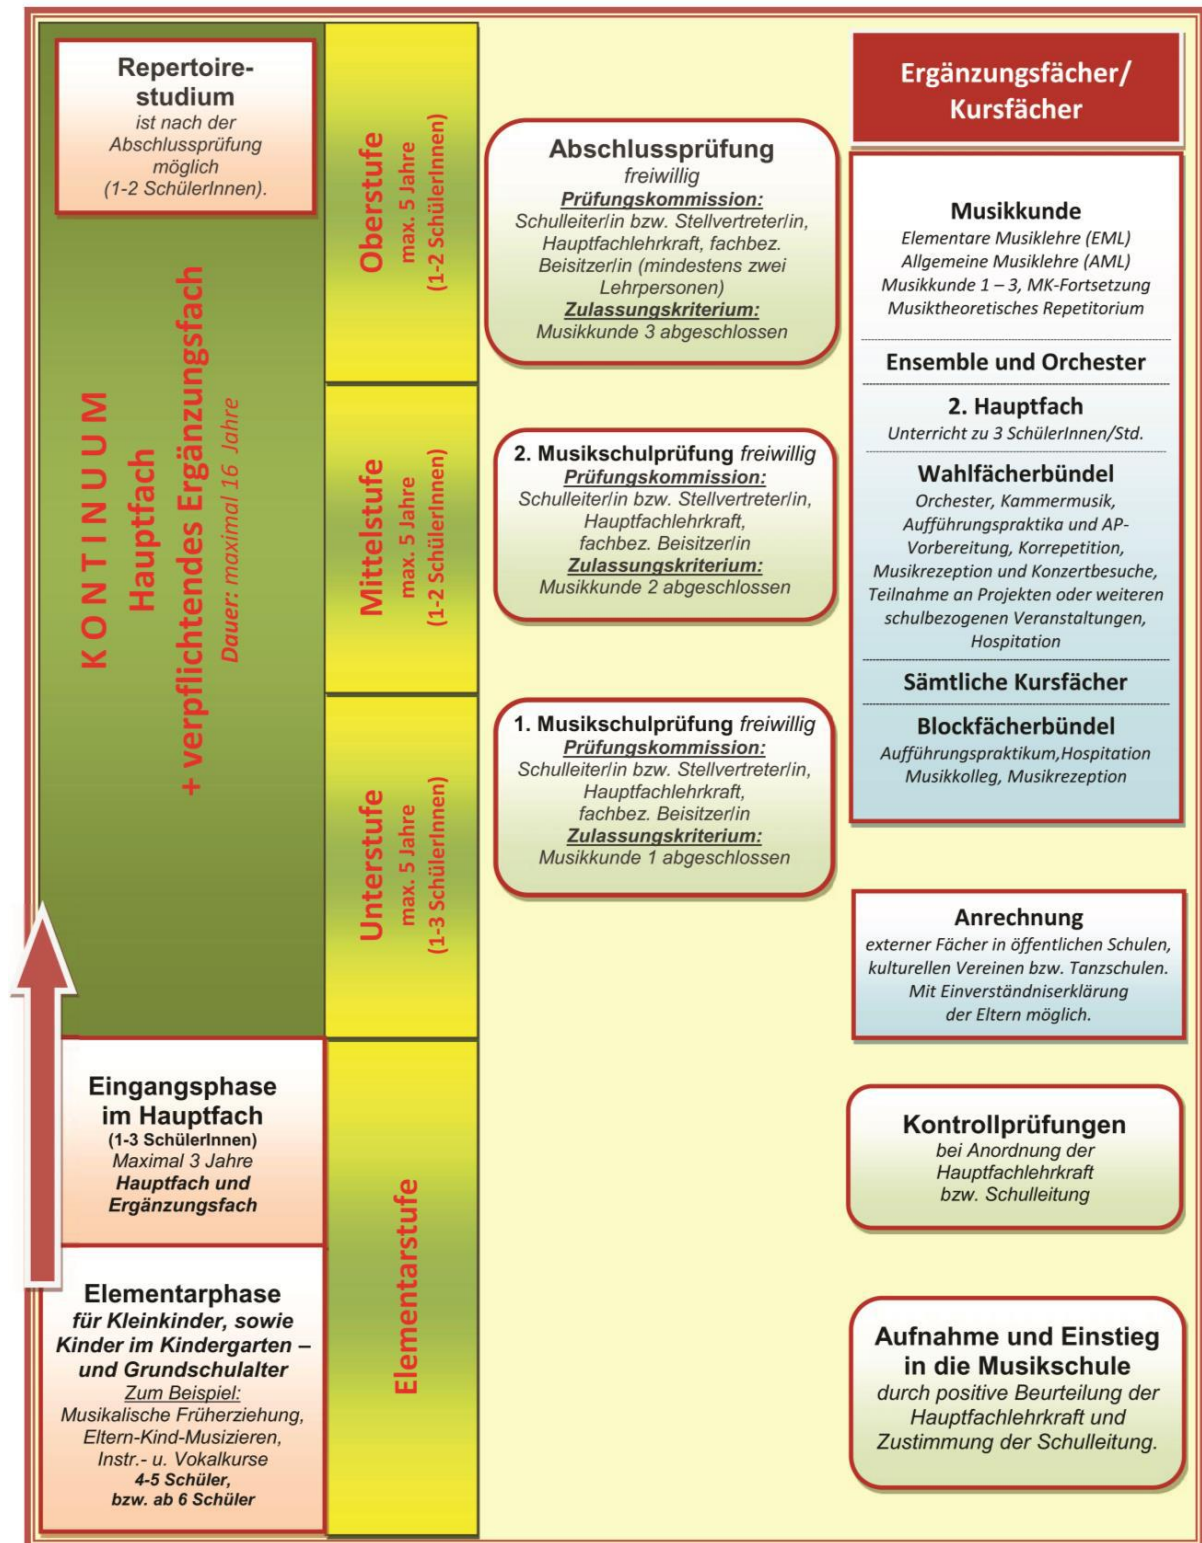 Repertoire-
studium
ist nach der
Abschlussprüfung
möglich
(1-2 SchülerInnen).
KONTINUUM
Hauptfach
+ verpflichtendes Ergänzungsfach
Dauer: maximal 16 Jahre
Eingangsphase
im Hauptfach
(1-3 SchülerInnen)
Maximal 3 Jahre
Hauptfach und
Ergänzungsfach
Elementarphase
für Kleinkinder, sowie
Kinder im Kindergarten –
und Grundschulalter
Zum Beispiel:
Musikalische Früherziehung,
Eltern-Kind-Musizieren,
Instr.- u. Vokalkurse
4-5 Schüler,
bzw. ab 6 Schüler
Oberstufe
max. 5 Jahre
(1-2 SchülerInnen)
Mittelstufe
max. 5 Jahre
(1-2 SchülerInnen)
Unterstufe
max. 5 Jahre
(1-3 SchülerInnen)
Elementarstufe
Abschlussprüfung
freiwillig
Prüfungskommission:
Schulleiter/in bzw. Stellvertreter/in,
Hauptfachlehrkraft, fachbez.
Beisitzer/in (mindestens zwei
Lehrpersonen)
Zulassungskriterium:
Musikkunde 3 abgeschlossen
2. Musikschulprüfung freiwillig
Prüfungskommission:
Schulleiter/in bzw. Stellvertreter/in,
Hauptfachlehrkraft,
fachbez. Beisitzer/in
Zulassungskriterium:
Musikkunde 2 abgeschlossen
1. Musikschulprüfung freiwillig
Prüfungskommission:
Schulleiter/in bzw. Stellvertreter/in,
Hauptfachlehrkraft,
fachbez. Beisitzer/in
Zulassungskriterium:
Musikkunde 1 abgeschlossen
Ergänzungsfächer/
Kursfächer
Musikkunde
Elementare Musiklehre (EML)
Allgemeine Musiklehre (AML)
Musikkunde 1 – 3, MK-Fortsetzung
Musiktheoretisches Repetitorium
Ensemble und Orchester
2. Hauptfach
Unterricht zu 3 SchülerInnen/Std.
Wahlfächerbündel
Orchester, Kammermusik,
Aufführungspraktika und AP-
Vorbereitung, Korrepetition,
Musikrezeption und Konzertbesuche,
Teilnahme an Projekten oder weiteren
schulbezogenen Veranstaltungen,
Hospitation
Sämtliche Kursfächer
Blockfächerbündel
Aufführungspraktikum,Hospitation
Musikkolleg, Musikrezeption
Anrechnung
externer Fächer in öffentlichen Schulen,
kulturellen Vereinen bzw. Tanzschulen.
Mit Einverständniserklärung
der Eltern möglich.
Kontrollprüfungen
bei Anordnung der
Hauptfachlehrkraft
bzw. Schulleitung
Aufnahme und Einstieg
in die Musikschule
durch positive Beurteilung der
Hauptfachlehrkraft und
Zustimmung der Schulleitung.